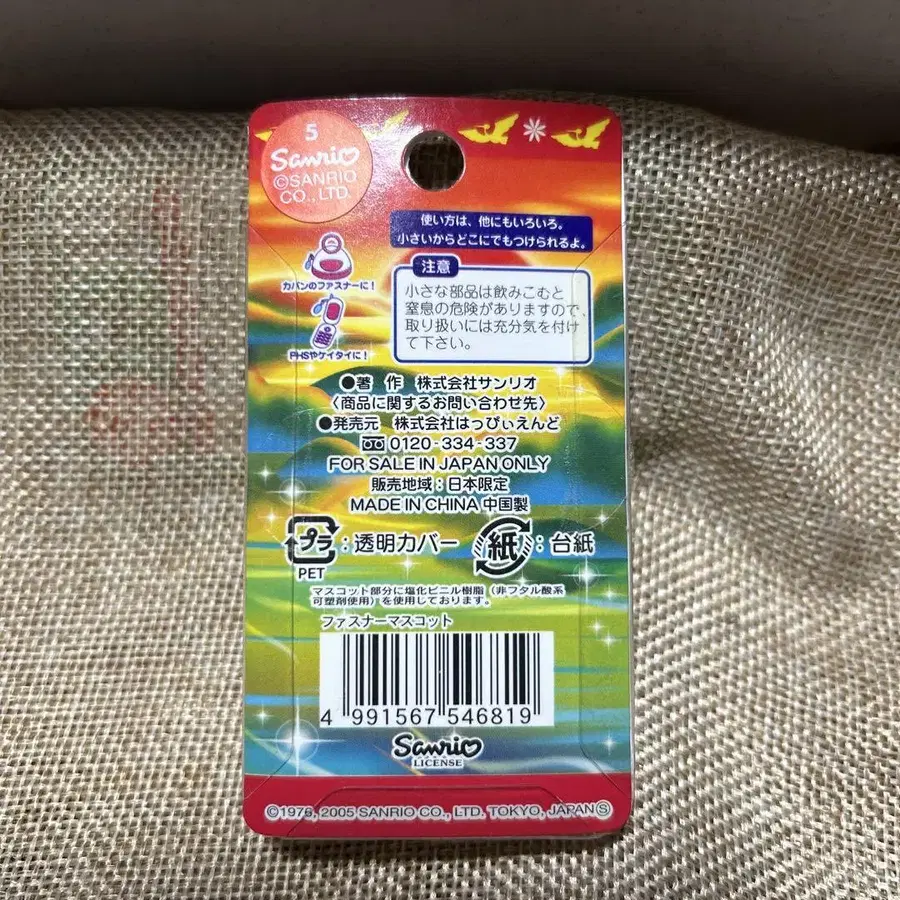 5
Sanrio
©SANRIO
CO., LTD.
使い方は、他にもいろいろ。
小さいからどこにでもつけられるよ。
カバンのファスナーに!
PHSやケイタイに!
注意
小さな部品は飲みこむと
窒息の危険がありますので、
取り扱いには充分気を付け
て下さい。
●著 作 株式会社サンリオ
〈商品に関するお問い合わせ先〉
●発売元 株式会社はっぴぃえんど
0120-334-337
FOR SALE IN JAPAN ONLY
販売地域:日本限定
MADE IN CHINA 中国製
プラ:透明カバー 紙:台紙
PET
マスコット部分に塩化ビニル樹脂(非フタル酸系
可塑剤使用)を使用しております。
ファスナーマスコット
4 991567 546819
Sanrio
LICENSE
©1976, 2005 SANRIO CO., LTD. TOKYO, JAPAN Ⓢ